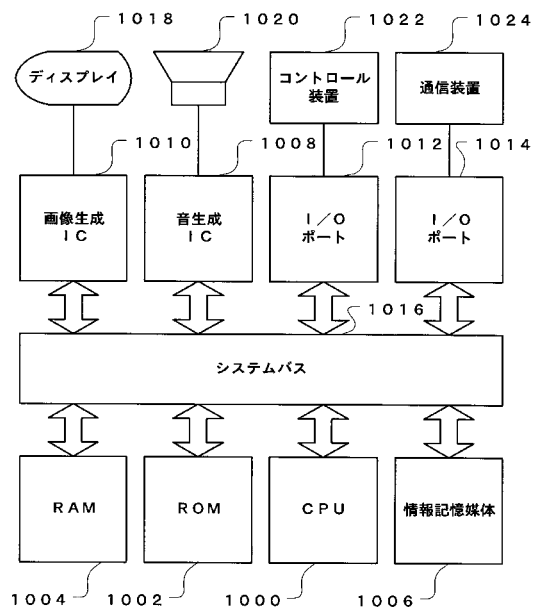 1018
1020
1022
1024
ディスプレイ
コントロール
装置
通信装置
1010
1008
1012
1014
画像生成
IC
音生成
IC
I/O
ポート
I/O
ポート
1016
システムバス
RAM
ROM
CPU
情報記憶媒体
1004
1002
1000
1006